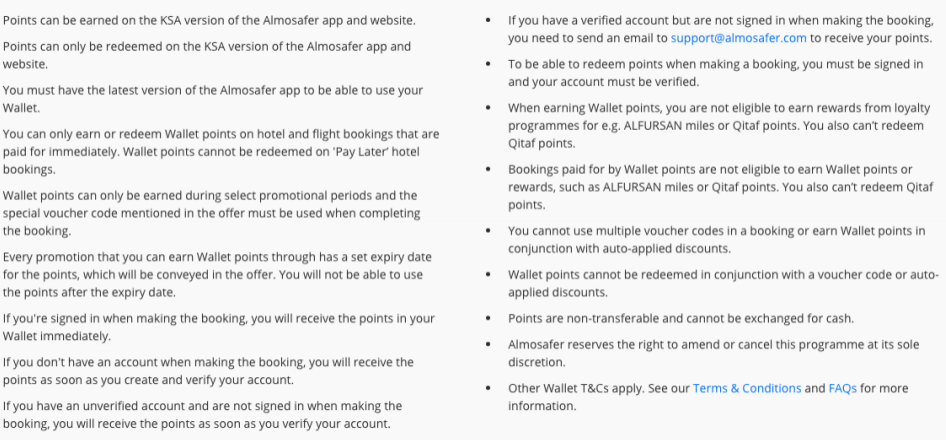 Points can be earned on the KSA version of the Almosafer app and website.
Points can only be redeemed on the KSA version of the Almosafer app and
website.
You must have the latest version of the Almosafer app to be able to use your
Wallet.
You can only earn or redeem Wallet points on hotel and flight bookings that are
paid for immediately. Wallet points cannot be redeemed on 'Pay Later' hotel
bookings.
Wallet points can only be earned during select promotional periods and the
special voucher code mentioned in the offer must be used when completing
the booking.
Every promotion that you can earn Wallet points through has a set expiry date
for the points, which will be conveyed in the offer. You will not be able to use
the points after the expiry date.
If you're signed in when making the booking, you will receive the points in your
Wallet immediately.
If you don't have an account when making the booking, you will receive the
points as soon as you create and verify your account.
If you have an unverified account and are not signed in when making the
booking, you will receive the points as soon as you verify your account.
• If you have a verified account but are not signed in when making the booking,
you need to send an email to support@almosafer.com to receive your points.
• To be able to redeem points when making a booking, you must be signed in
and your account must be verified.
• When earning Wallet points, you are not eligible to earn rewards from loyalty
programmes for e.g. ALFURSAN miles or Qitaf points. You also can't redeem
Qitaf points.
• Bookings paid for by Wallet points are not eligible to earn Wallet points or
rewards, such as ALFURSAN miles or Qitaf points. You also can't redeem Qitaf
points.
• You cannot use multiple voucher codes in a booking or earn Wallet points in
conjunction with auto-applied discounts.
• Wallet points cannot be redeemed in conjunction with a voucher code or auto-
applied discounts.
• Points are non-transferable and cannot be exchanged for cash.
• Almosafer reserves the right to amend or cancel this programme at its sole
discretion.
• Other Wallet T&Cs apply. See our Terms & Conditions and FAQs for more
information.